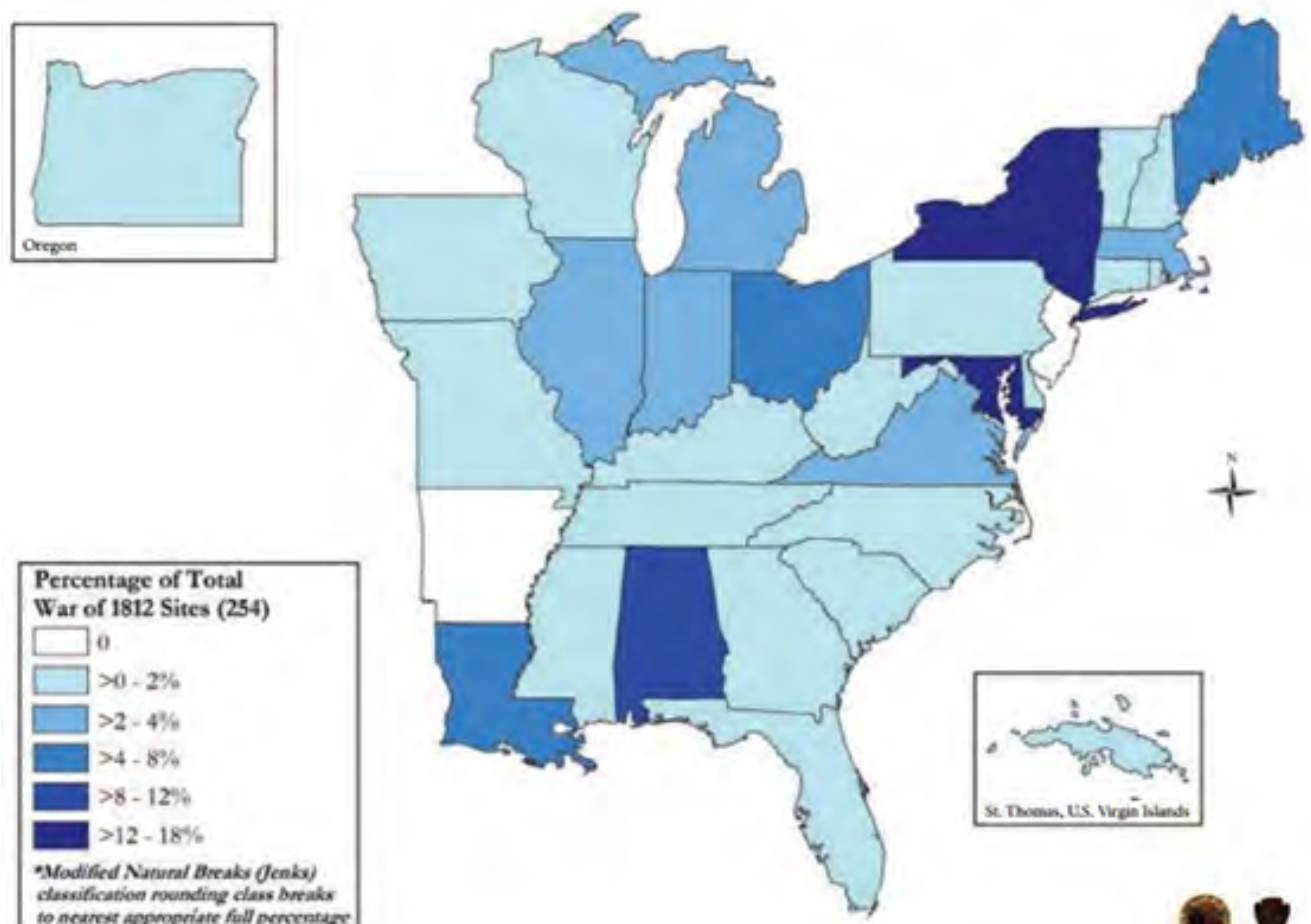 Oregon
N
Percentage of Total
War of 1812 Sites (254)
0
>0 - 2%
>2 - 4%
>4 - 8%
>8 - 12%
>12 - 18%
*Modified Natural Breaks (Jenks)
classification rounding class breaks
to nearest appropriate full percentage
St. Thomas, U.S. Virgin Islands